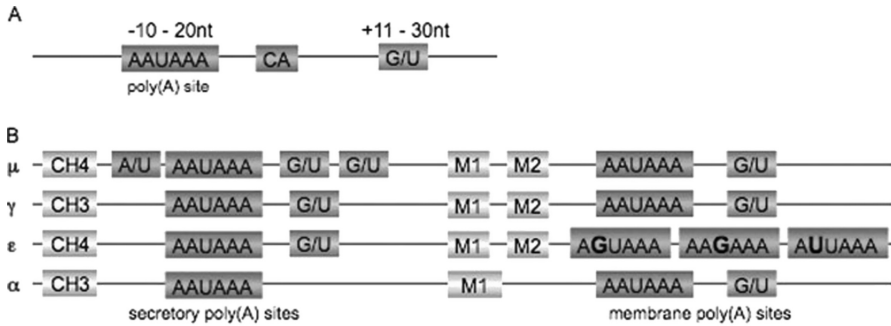 A
-10 - 20nt +11 - 30nt
AAUAAA CA G/U
poly(A) site
B
μ CH4 A/U AAUAAA G/U G/U M1 M2 AAUAAA G/U
γ CH3 AAUAAA G/U M1 M2 AAUAAA G/U
ε CH4 AAUAAA G/U M1 M2 AGUAAA AAGAAA AUUAAA
α CH3 AAUAAA M1 AAUAAA G/U
secretory poly(A) sites membrane poly(A) sites